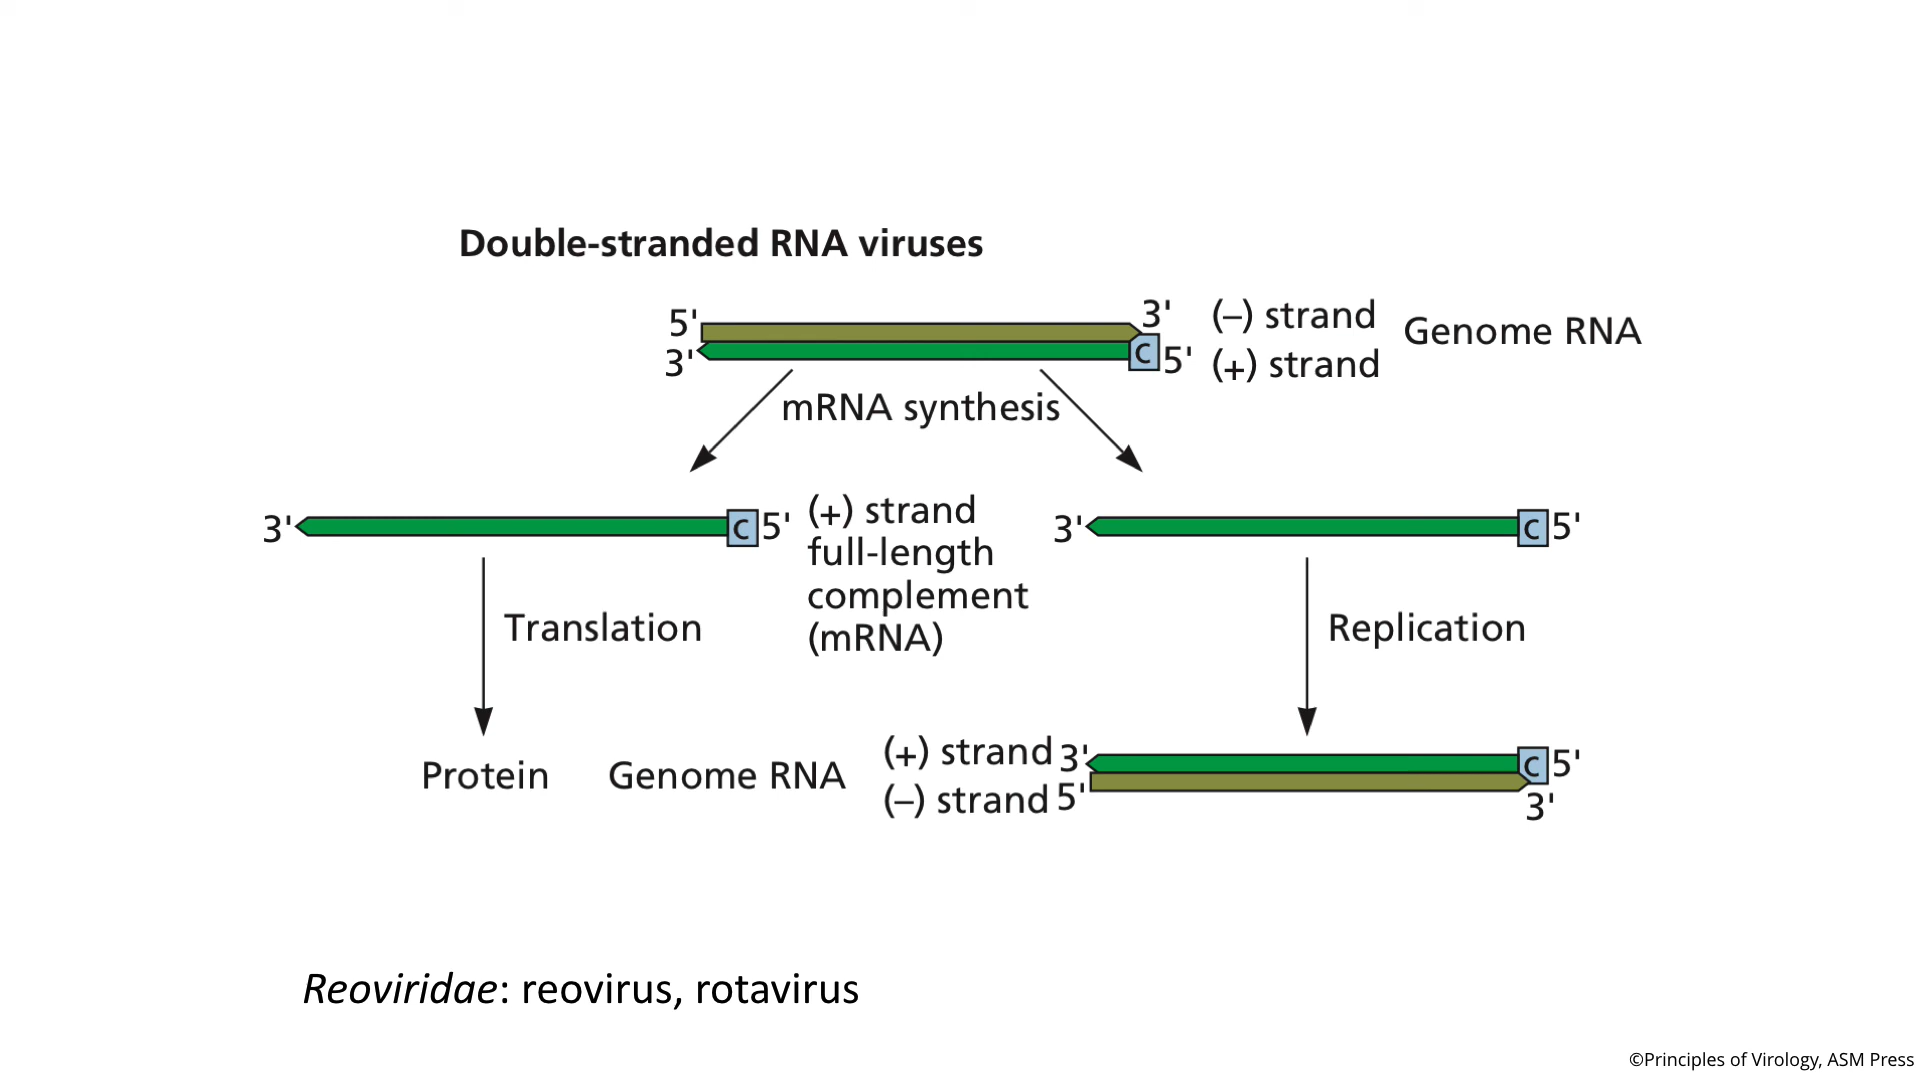 Double-stranded RNA viruses
5' 3' (–) strand
Genome RNA
3' c 5' (+) strand
mRNA synthesis
3' c 5' (+) strand
full-length
complement
(mRNA)
3' c 5'
Translation
Replication
Protein
Genome RNA
(+) strand 3' c 5'
(–) strand 5' 3'
Reoviridae: reovirus, rotavirus
©Principles of Virology, ASM Press